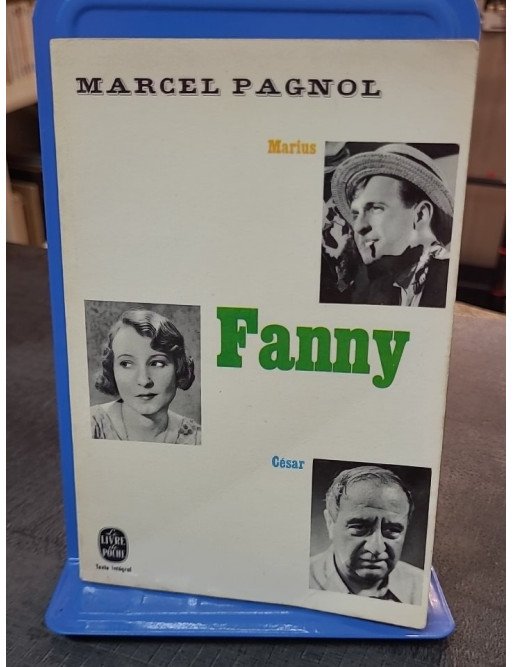 MARCEL PAGNOL
Marius
Fanny
César
Le
LIVRE
de
POCHE
Texte intégral